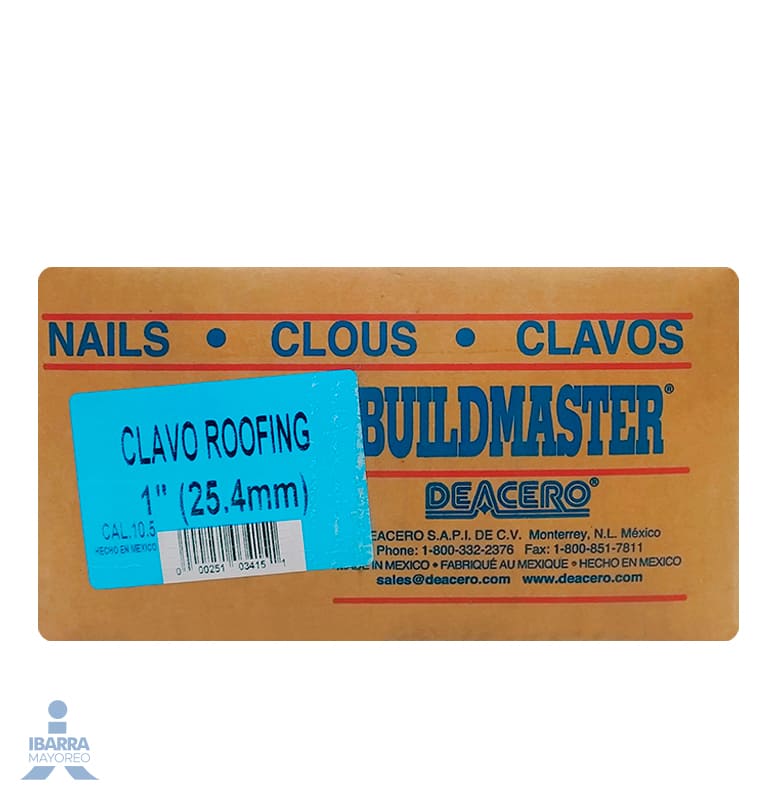 NAILS • CLOUS • CLAVOS
BUILDMASTER®
DEACERO®
CLAVO ROOFING
1" (25.4mm)
CAL.10.5
HECHO EN MEXICO
0 00251 03415 1
DEACERO S.A.P.I. DE C.V. Monterrey, N.L. México
Phone: 1-800-332-2376 Fax: 1-800-851-7811
MADE IN MEXICO • FABRIQUÉ AU MEXIQUE • HECHO EN MEXICO
sales@deacero.com www.deacero.com
IBARRA
MAYOREO